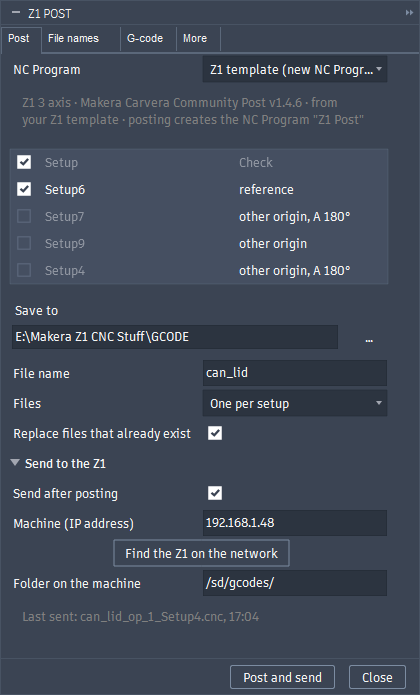 Z1 POST
Post File names G-code More
NC Program Z1 template (new NC Progr...
Z1 3 axis · Makera Carvera Community Post v1.4.6 · from
your Z1 template · posting creates the NC Program "Z1 Post"
Setup Check
Setup6 reference
Setup7 other origin, A 180°
Setup9 other origin
Setup4 other origin, A 180°
Save to
E:\Makera Z1 CNC Stuff\GCODE ...
File name can_lid
Files One per setup
Replace files that already exist
Send to the Z1
Send after posting
Machine (IP address) 192.168.1.48
Find the Z1 on the network
Folder on the machine /sd/gcodes/
Last sent: can_lid_op_1_Setup4.cnc, 17:04
Post and send Close